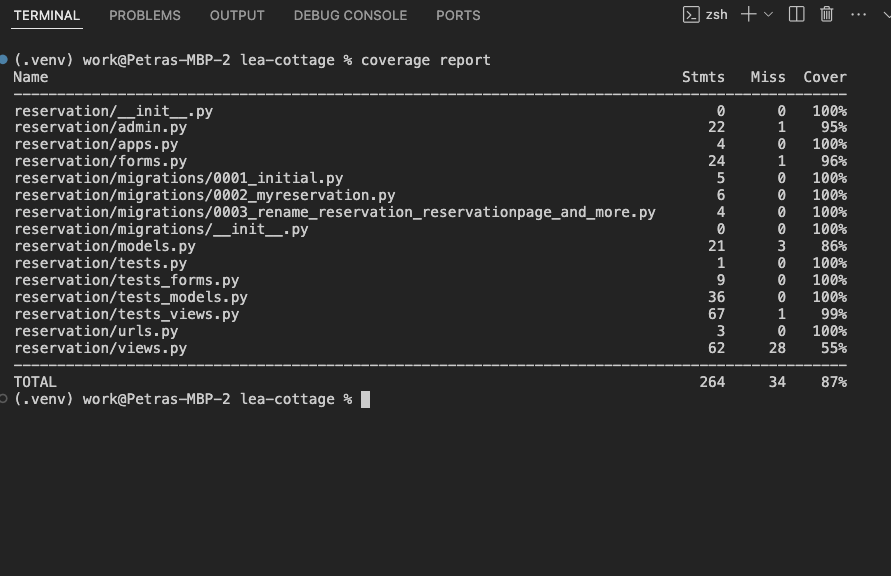 TERMINAL PROBLEMS OUTPUT DEBUG CONSOLE PORTS zsh
(.venv) work@Petras-MBP-2 lea-cottage % coverage report
Name Stmts Miss Cover
reservation/__init__.py 0 0 100%
reservation/admin.py 22 1 95%
reservation/apps.py 4 0 100%
reservation/forms.py 24 1 96%
reservation/migrations/0001_initial.py 5 0 100%
reservation/migrations/0002_myreservation.py 6 0 100%
reservation/migrations/0003_rename_reservation_reservationpage_and_more.py 4 0 100%
reservation/migrations/__init__.py 0 0 100%
reservation/models.py 21 3 86%
reservation/tests.py 1 0 100%
reservation/tests_forms.py 9 0 100%
reservation/tests_models.py 36 0 100%
reservation/tests_views.py 67 1 99%
reservation/urls.py 3 0 100%
reservation/views.py 62 28 55%
TOTAL 264 34 87%
(.venv) work@Petras-MBP-2 lea-cottage %